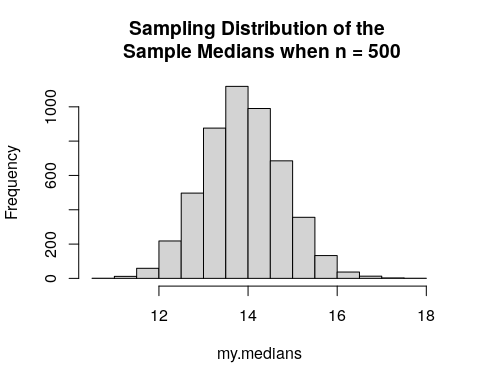 Sampling Distribution of the
Sample Medians when n = 500
Frequency
1000
600
200
0
12 14 16 18
my.medians